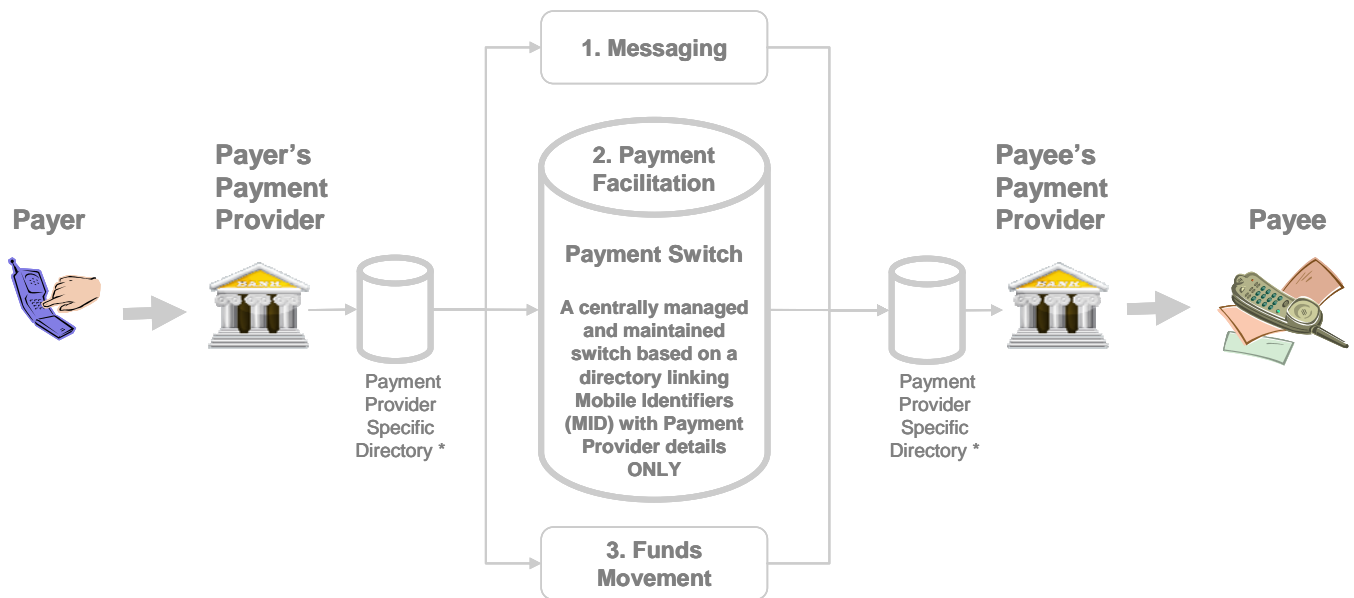 1. Messaging
Payer's
Payment
Provider
2. Payment
Facilitation
Payee's
Payment
Provider
Payer
Payee
Payment Switch
BANK
BANK
A centrally managed
and maintained
switch based on a
directory linking
Mobile Identifiers
(MID) with Payment
Provider details
ONLY
Payment
Provider
Specific
Directory *
Payment
Provider
Specific
Directory *
3. Funds
Movement